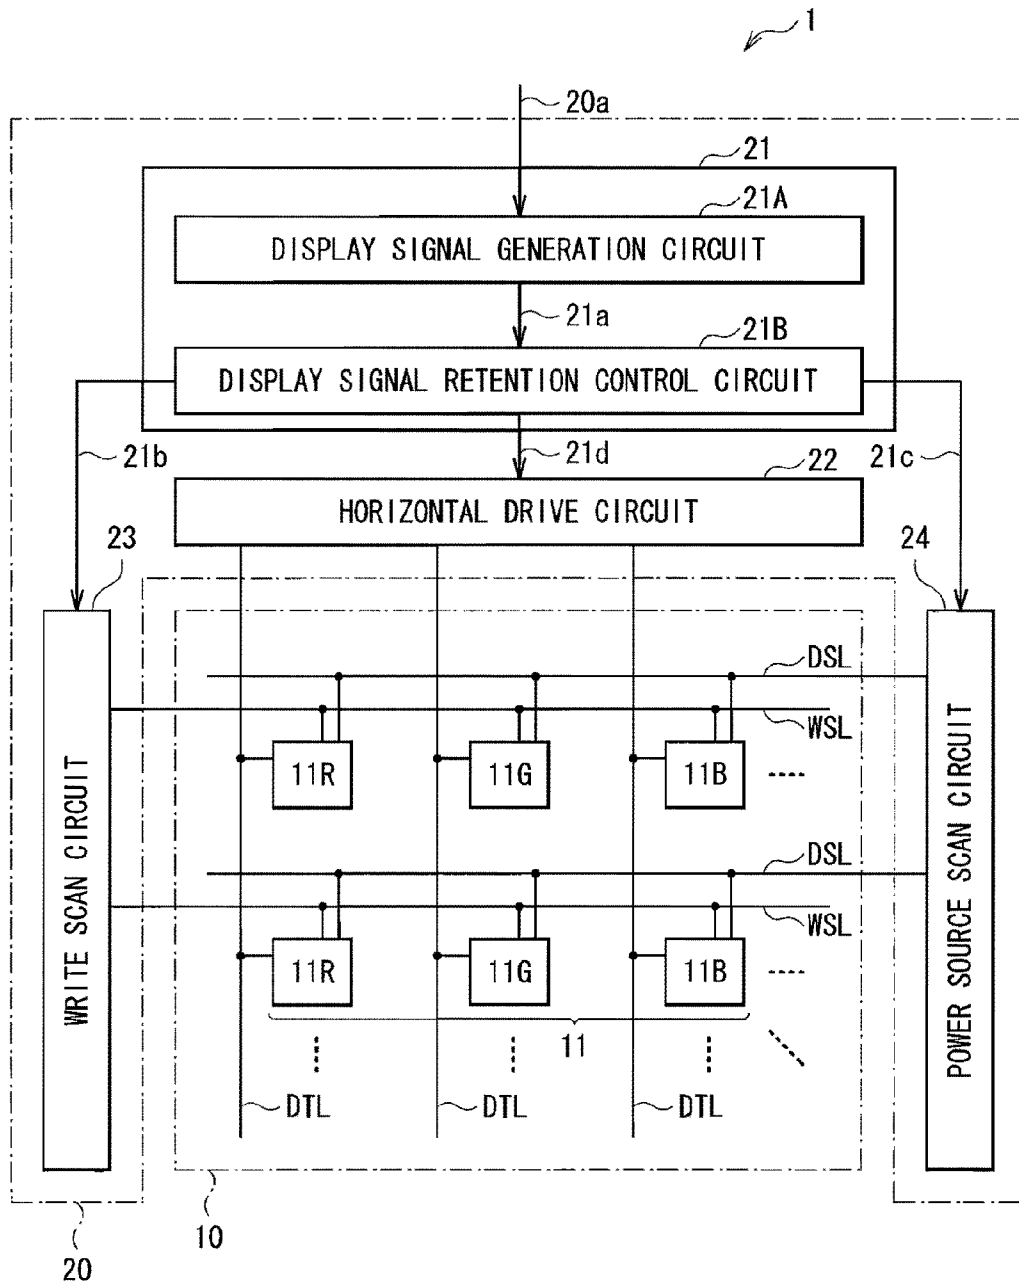 1
20a
21
21A
DISPLAY SIGNAL GENERATION CIRCUIT
21a
21B
DISPLAY SIGNAL RETENTION CONTROL CIRCUIT
21b
21d
21c
22
HORIZONTAL DRIVE CIRCUIT
23
24
WRITE SCAN CIRCUIT
POWER SOURCE SCAN CIRCUIT
DSL
WSL
11R 11G 11B
DSL
WSL
11R 11G 11B
11
DTL DTL DTL
10
20